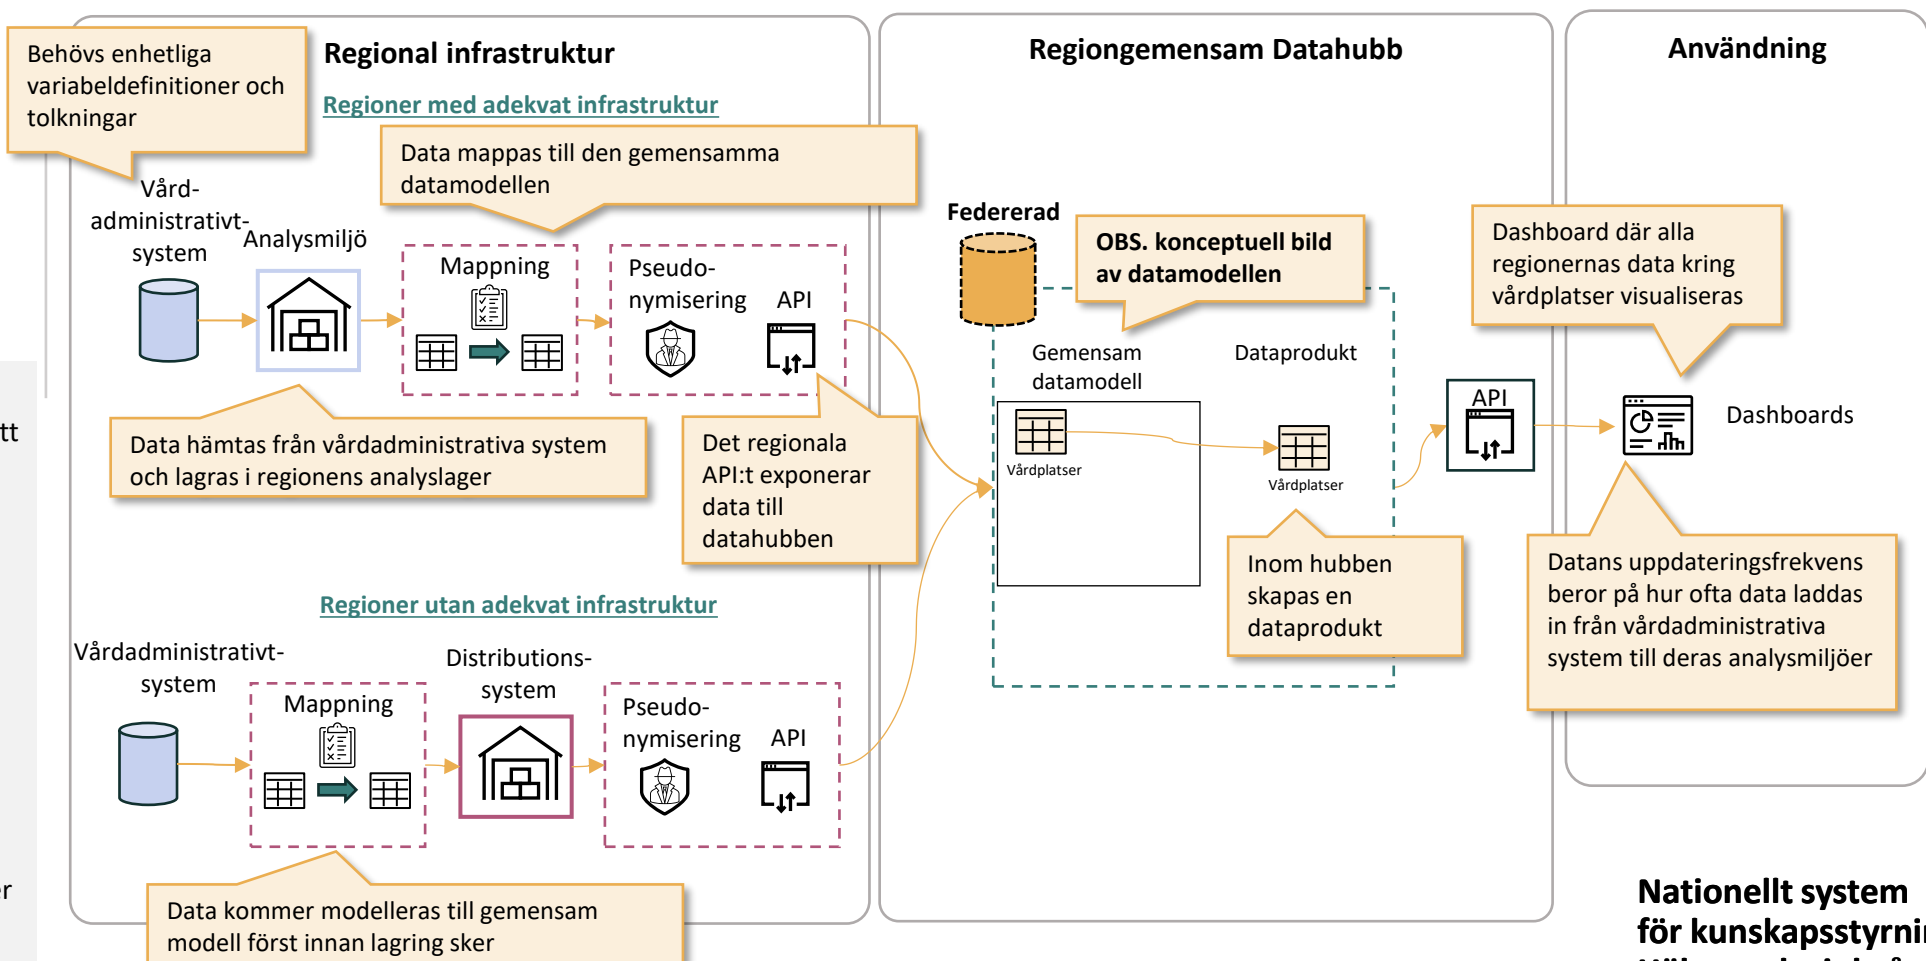 Regional infrastruktur
Regiongemensam Datahubb
Användning
Behövs enhetliga
variabeldefinitioner och
tolkningar
Regioner med adekvat infrastruktur
Data mappas till den gemensamma
datamodellen
Vård-
administrativt-
system
Analysmiljö
Mappning
Pseudo-
nymisering
API
Data hämtas från vårdadministrativa system
och lagras i regionens analyslager
Det regionala
API:t exponerar
data till
datahubben
Regioner utan adekvat infrastruktur
Vårdadministrativt-
system
Mappning
Distributions-
system
Pseudo-
nymisering
API
Data kommer modelleras till gemensam
modell först innan lagring sker
Federerad
OBS. konceptuell bild
av datamodellen
Gemensam
datamodell
Dataprodukt
Vårdplatser
Vårdplatser
Inom hubben
skapas en
dataprodukt
API
Dashboard där alla
regionernas data kring
vårdplatser visualiseras
Dashboards
Datans uppdateringsfrekvens
beror på hur ofta data laddas
in från vårdadministrativa
system till deras analysmiljöer
tt
er
Nationellt system
för kunskapsstyrnin